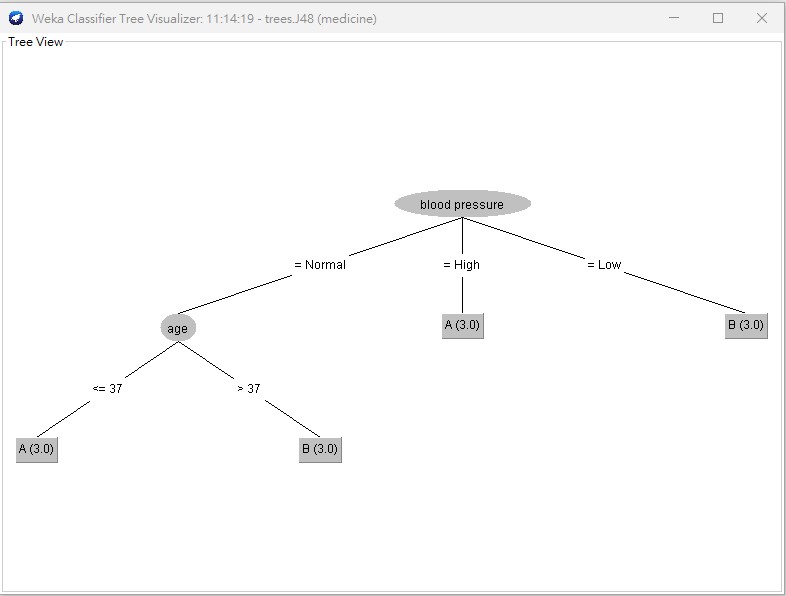 Weka Classifier Tree Visualizer: 11:14:19 - trees.J48 (medicine)
Tree View
blood pressure
= Normal
= High
= Low
age
A (3.0)
B (3.0)
<= 37
> 37
A (3.0)
B (3.0)